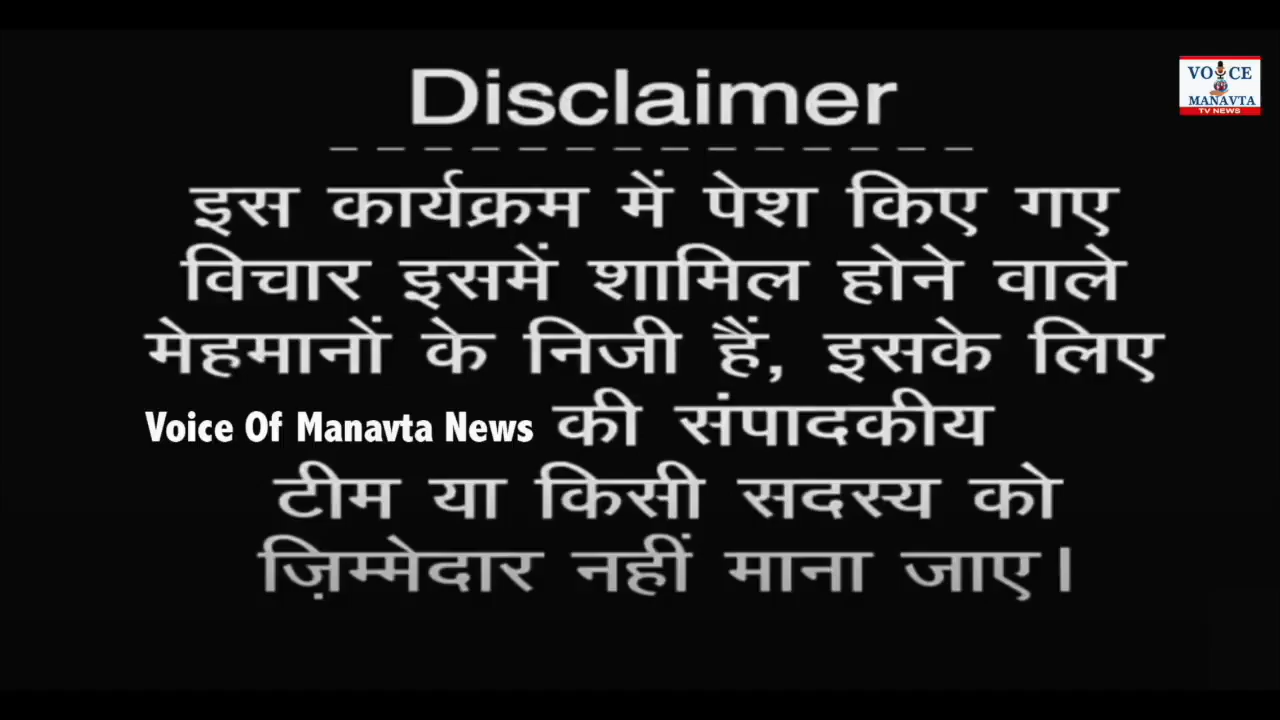 Disclaimer
VOICE
MANAVTA
TV NEWS
इस कार्यक्रम में पेश किए गए
विचार इसमें शामिल होने वाले
मेहमानों के निजी हैं, इसके लिए
Voice Of Manavta News की संपादकीय
टीम या किसी सदस्य को
ज़िम्मेदार नहीं माना जाए।